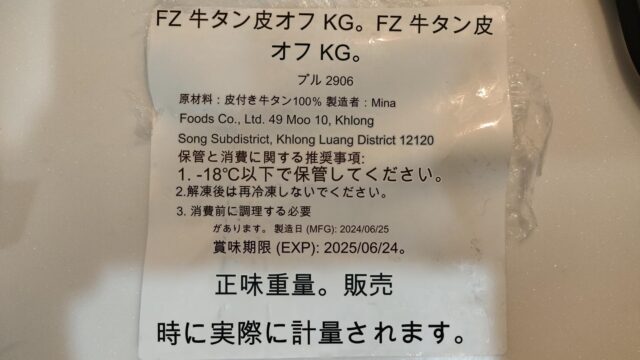 FZ 牛タン皮オフ KG。FZ 牛タン皮
オフ KG。
プル 2906
原材料：皮付き牛タン100% 製造者：Mina
Foods Co., Ltd. 49 Moo 10, Khlong
Song Subdistrict, Khlong Luang District 12120
保管と消費に関する推奨事項:
1. -18℃以下で保管してください。
2.解凍後は再冷凍しないでください。
3. 消費前に調理する必要
があります。 製造日 (MFG): 2024/06/25
賞味期限 (EXP): 2025/06/24。
正味重量。販売
時に実際に計量されます。